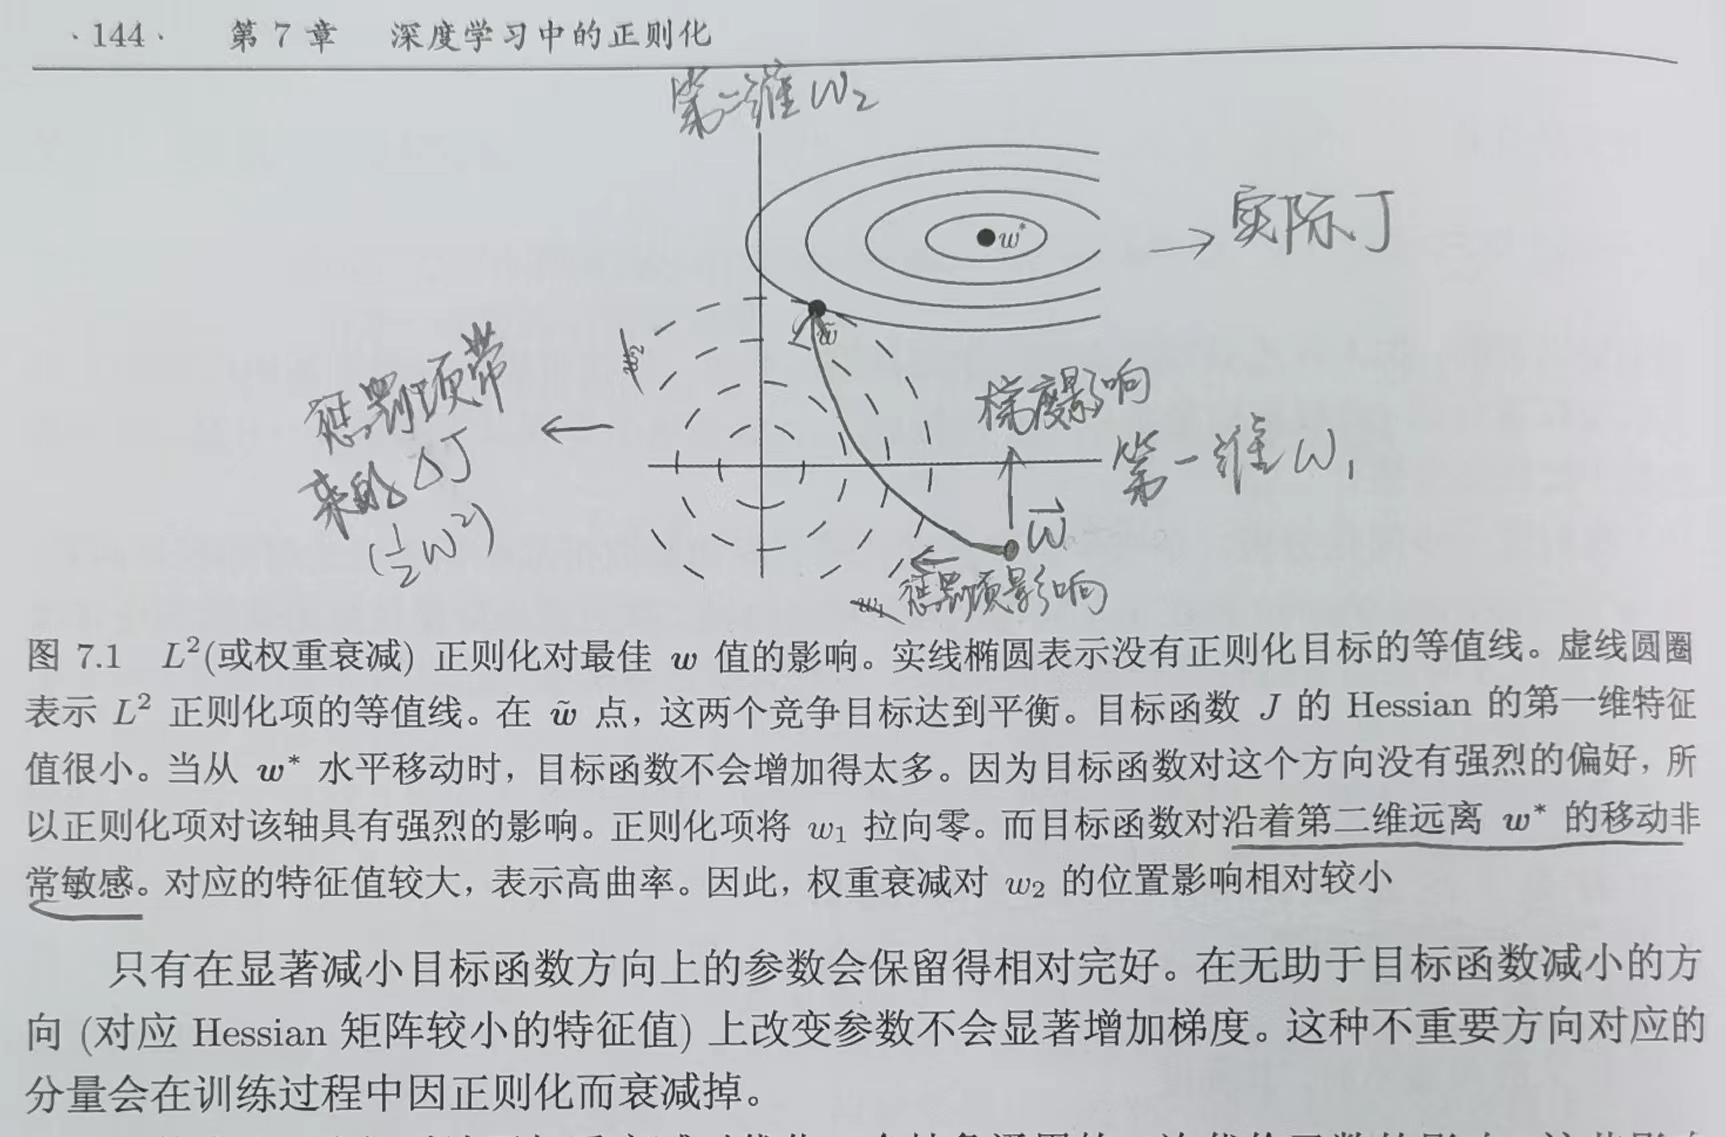 · 144 · 第 7 章 深度学习中的正则化
第二维 w₂
w*
→ 实际 J
w̃
w₂
惩罚项带
来的 ΔJ
(½w²)
←
梯度影响
第一维 w₁
w⃗
w₁ 惩罚项影响
图 7.1 L²(或权重衰减) 正则化对最佳 w 值的影响。实线椭圆表示没有正则化目标的等值线。虚线圆圈
表示 L² 正则化项的等值线。在 w̃ 点，这两个竞争目标达到平衡。目标函数 J 的 Hessian 的第一维特征
值很小。当从 w* 水平移动时，目标函数不会增加得太多。因为目标函数对这个方向没有强烈的偏好，所
以正则化项对该轴具有强烈的影响。正则化项将 w₁ 拉向零。而目标函数对沿着第二维远离 w* 的移动非
常敏感。对应的特征值较大，表示高曲率。因此，权重衰减对 w₂ 的位置影响相对较小
只有在显著减小目标函数方向上的参数会保留得相对完好。在无助于目标函数减小的方
向 (对应 Hessian 矩阵较小的特征值) 上改变参数不会显著增加梯度。这种不重要方向对应的
分量会在训练过程中因正则化而衰减掉。